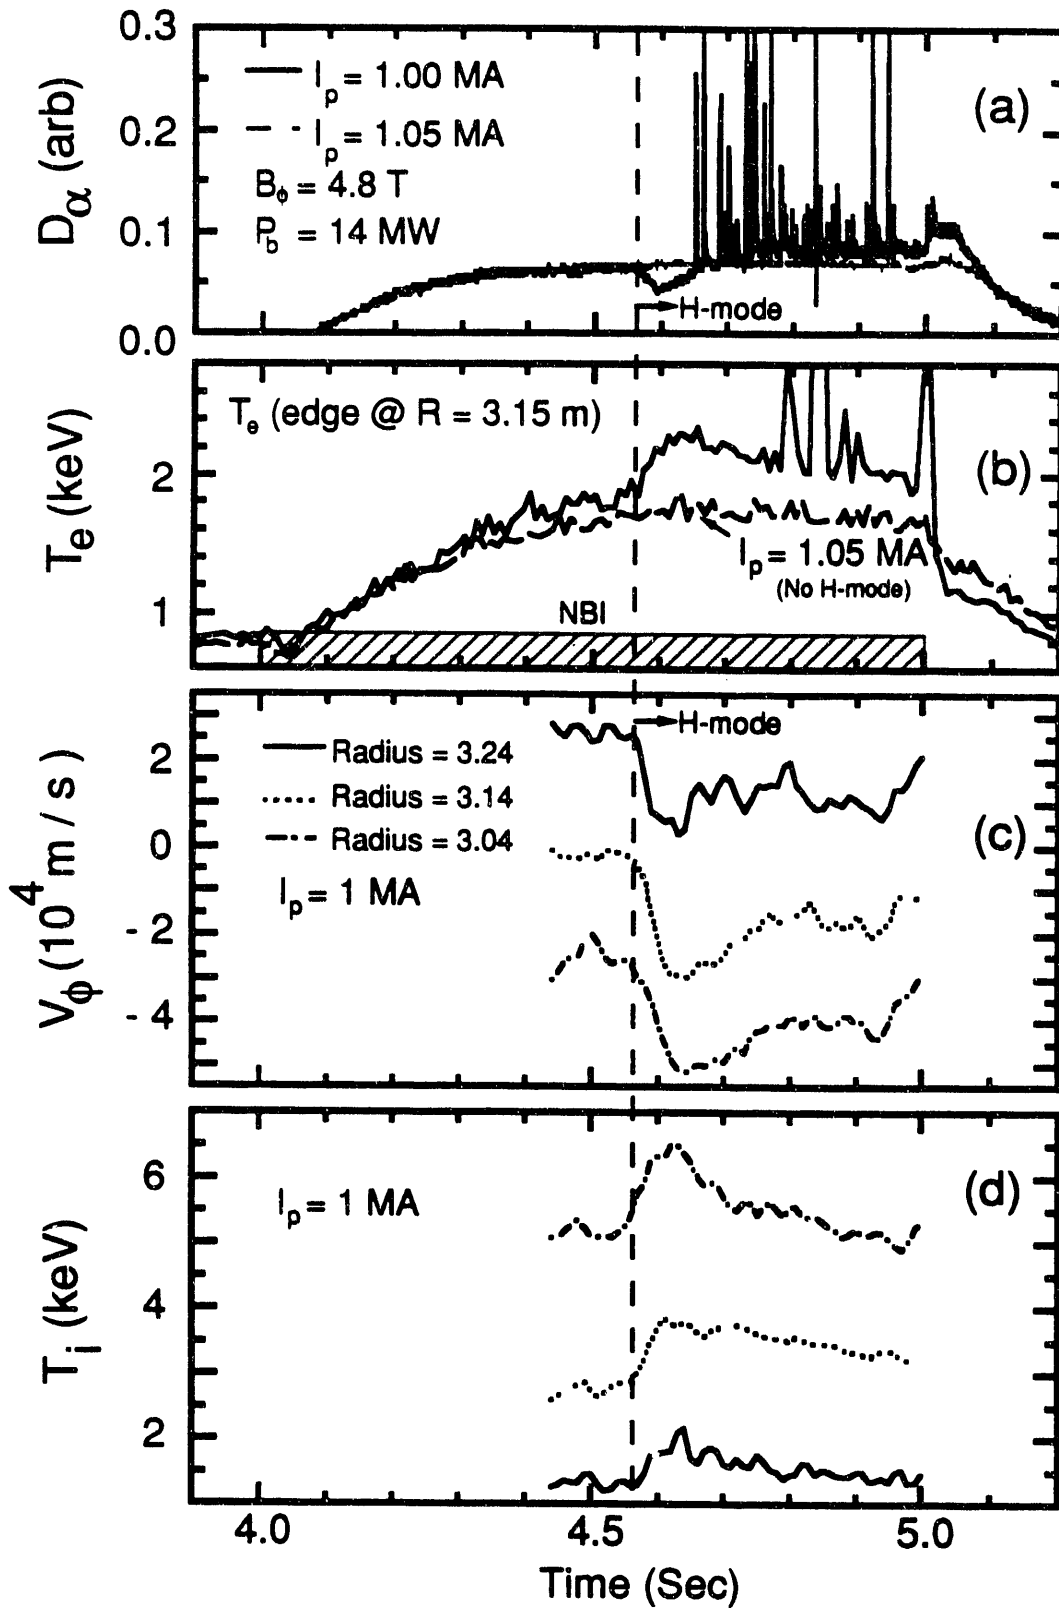 0.3
I_p = 1.00 MA
(a)
0.2
I_p = 1.05 MA
D_α (arb)
B_ϕ = 4.8 T
0.1
P_b = 14 MW
H-mode
0.0
T_e (edge @ R = 3.15 m)
(b)
2
T_e (keV)
I_p = 1.05 MA
(No H-mode)
1
NBI
H-mode
2
Radius = 3.24
Radius = 3.14
0
Radius = 3.04
(c)
I_p = 1 MA
-2
V_ϕ (10^4 m / s)
-4
6
(d)
I_p = 1 MA
4
T_i (keV)
2
4.0 4.5 5.0
Time (Sec)